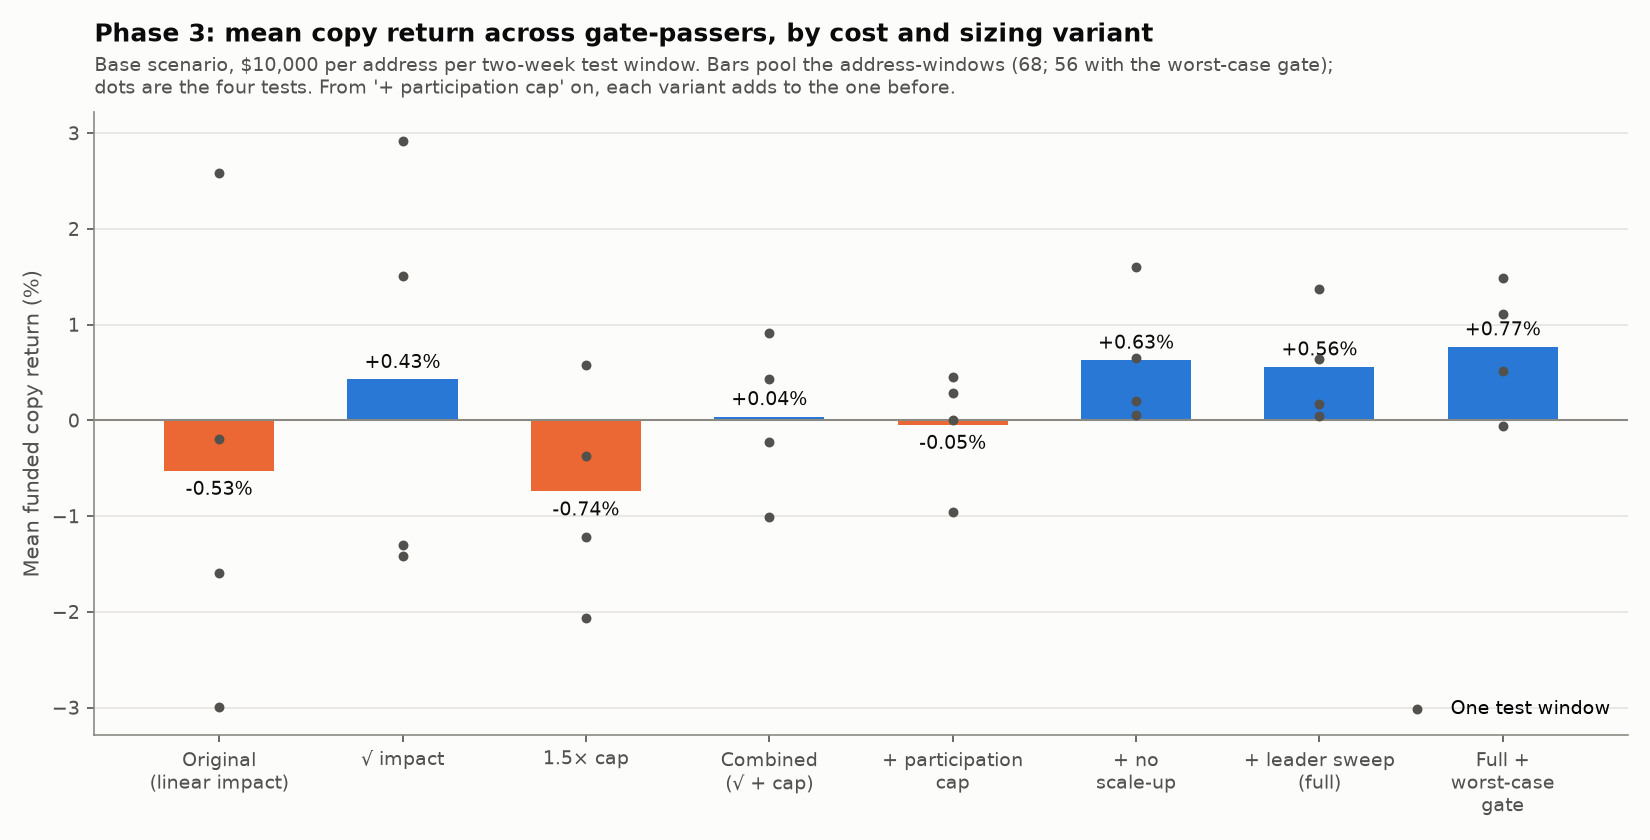 Phase 3: mean copy return across gate-passers, by cost and sizing variant
Base scenario, $10,000 per address per two-week test window. Bars pool the address-windows (68; 56 with the worst-case gate);
dots are the four tests. From '+ participation cap' on, each variant adds to the one before.
Mean funded copy return (%)
3
2
1
0
−1
−2
−3
-0.53%
+0.43%
-0.74%
+0.04%
-0.05%
+0.63%
+0.56%
+0.77%
One test window
Original
(linear impact)
√ impact
1.5× cap
Combined
(√ + cap)
+ participation
cap
+ no
scale-up
+ leader sweep
(full)
Full +
worst-case
gate